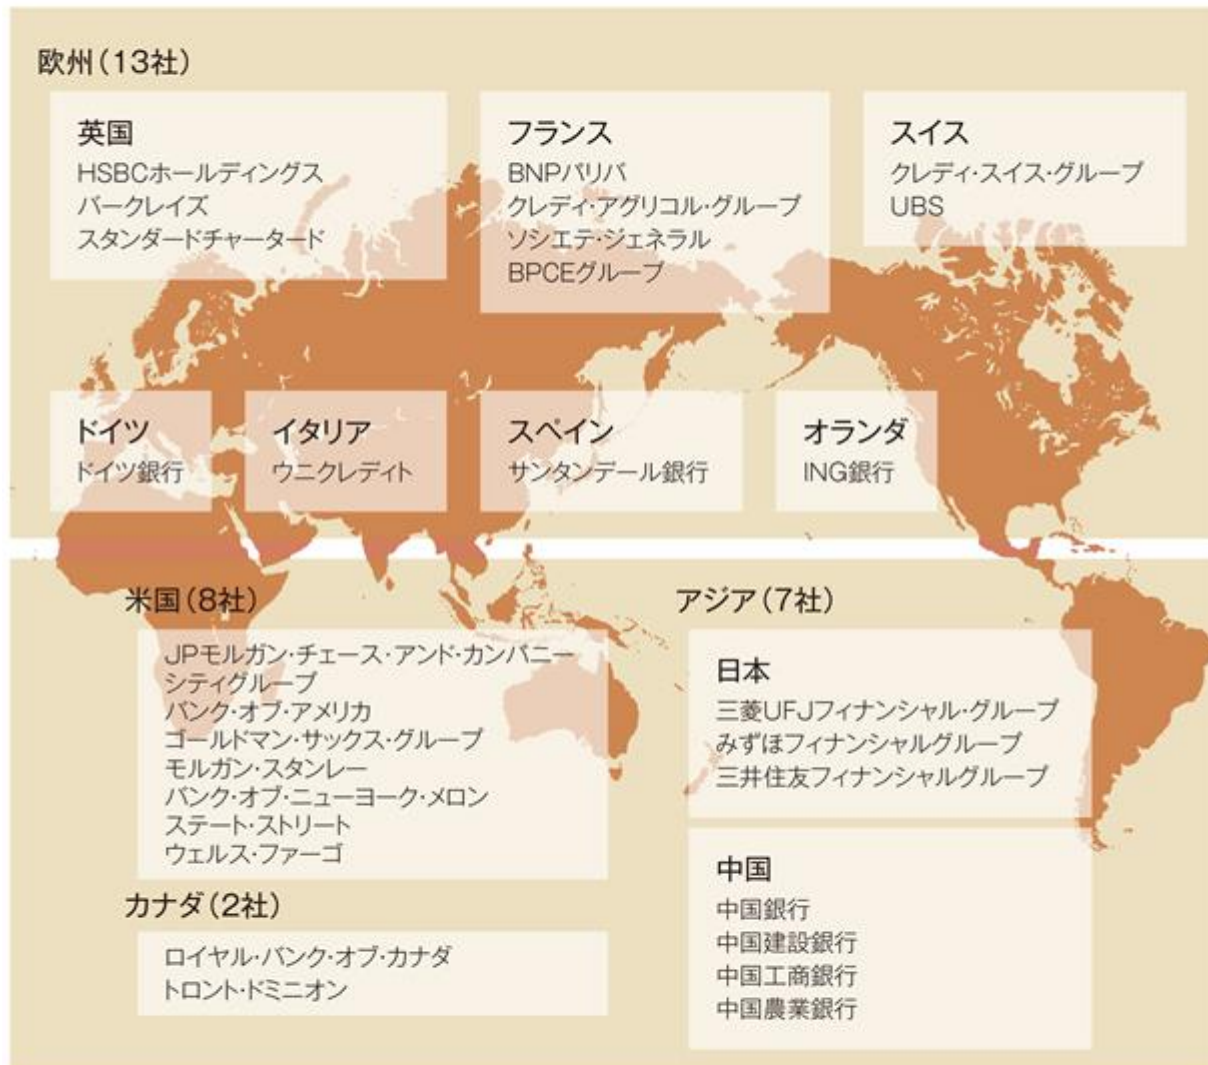 欧州(13社)
英国
HSBCホールディングス
バークレイズ
スタンダードチャータード
フランス
BNPパリバ
クレディ・アグリコル・グループ
ソシエテ・ジェネラル
BPCEグループ
スイス
クレディ・スイス・グループ
UBS
ドイツ
ドイツ銀行
イタリア
ウニクレディト
スペイン
サンタンデール銀行
オランダ
ING銀行
米国(8社)
JPモルガン・チェース・アンド・カンパニー
シティグループ
バンク・オブ・アメリカ
ゴールドマン・サックス・グループ
モルガン・スタンレー
バンク・オブ・ニューヨーク・メロン
ステート・ストリート
ウェルス・ファーゴ
カナダ(2社)
ロイヤル・バンク・オブ・カナダ
トロント・ドミニオン
アジア(7社)
日本
三菱UFJフィナンシャル・グループ
みずほフィナンシャルグループ
三井住友フィナンシャルグループ
中国
中国銀行
中国建設銀行
中国工商銀行
中国農業銀行